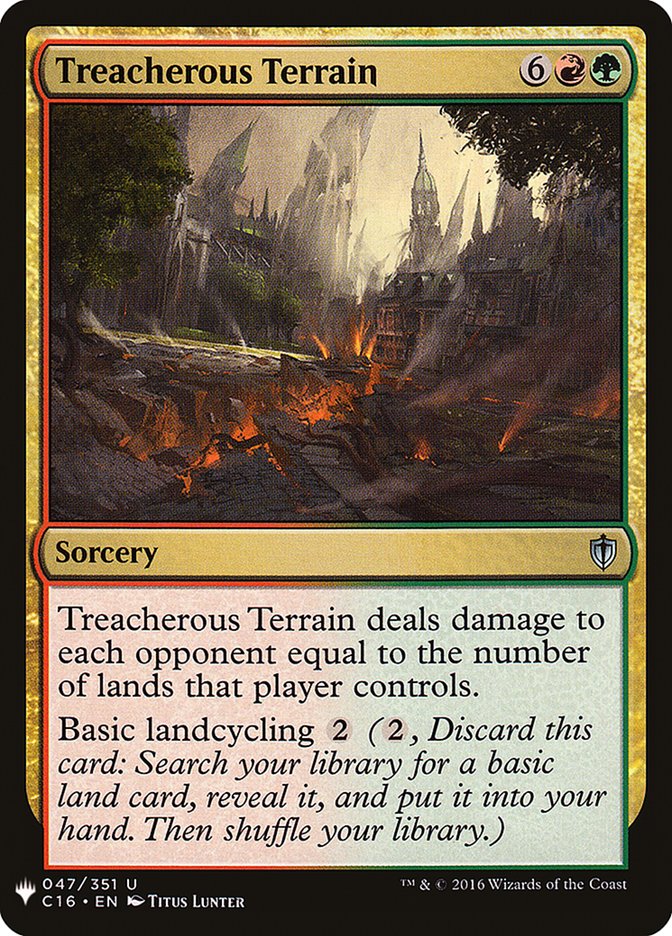 Treacherous Terrain 6
Sorcery
Treacherous Terrain deals damage to
each opponent equal to the number
of lands that player controls.
Basic landcycling 2 (2, Discard this
card: Search your library for a basic
land card, reveal it, and put it into your
hand. Then shuffle your library.)
047/351 U
C16 • EN Titus Lunter
™ & © 2016 Wizards of the Coast